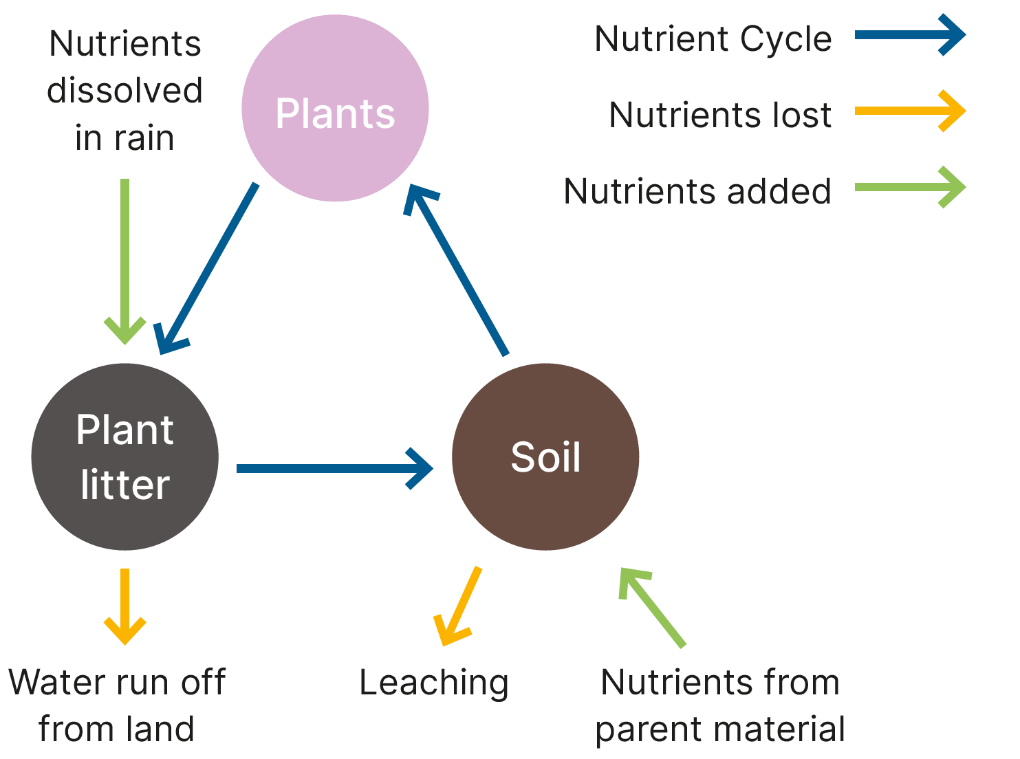 Nutrients
dissolved
in rain
Plants
Nutrient Cycle
Nutrients lost
Nutrients added
Plant
litter
Soil
Water run off
from land
Leaching
Nutrients from
parent material